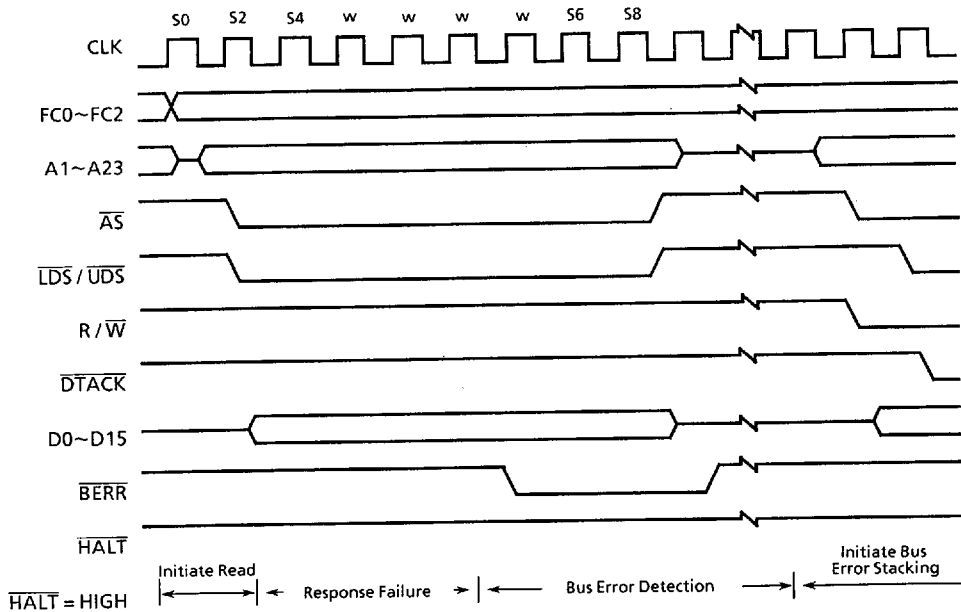 S0 S2 S4 w w w w S6 S8
CLK
FC0~FC2
A1~A23
AS
LDS / UDS
R / W
DTACK
D0~D15
BERR
HALT
HALT = HIGH
Initiate Read
Response Failure
Bus Error Detection
Initiate Bus
Error Stacking